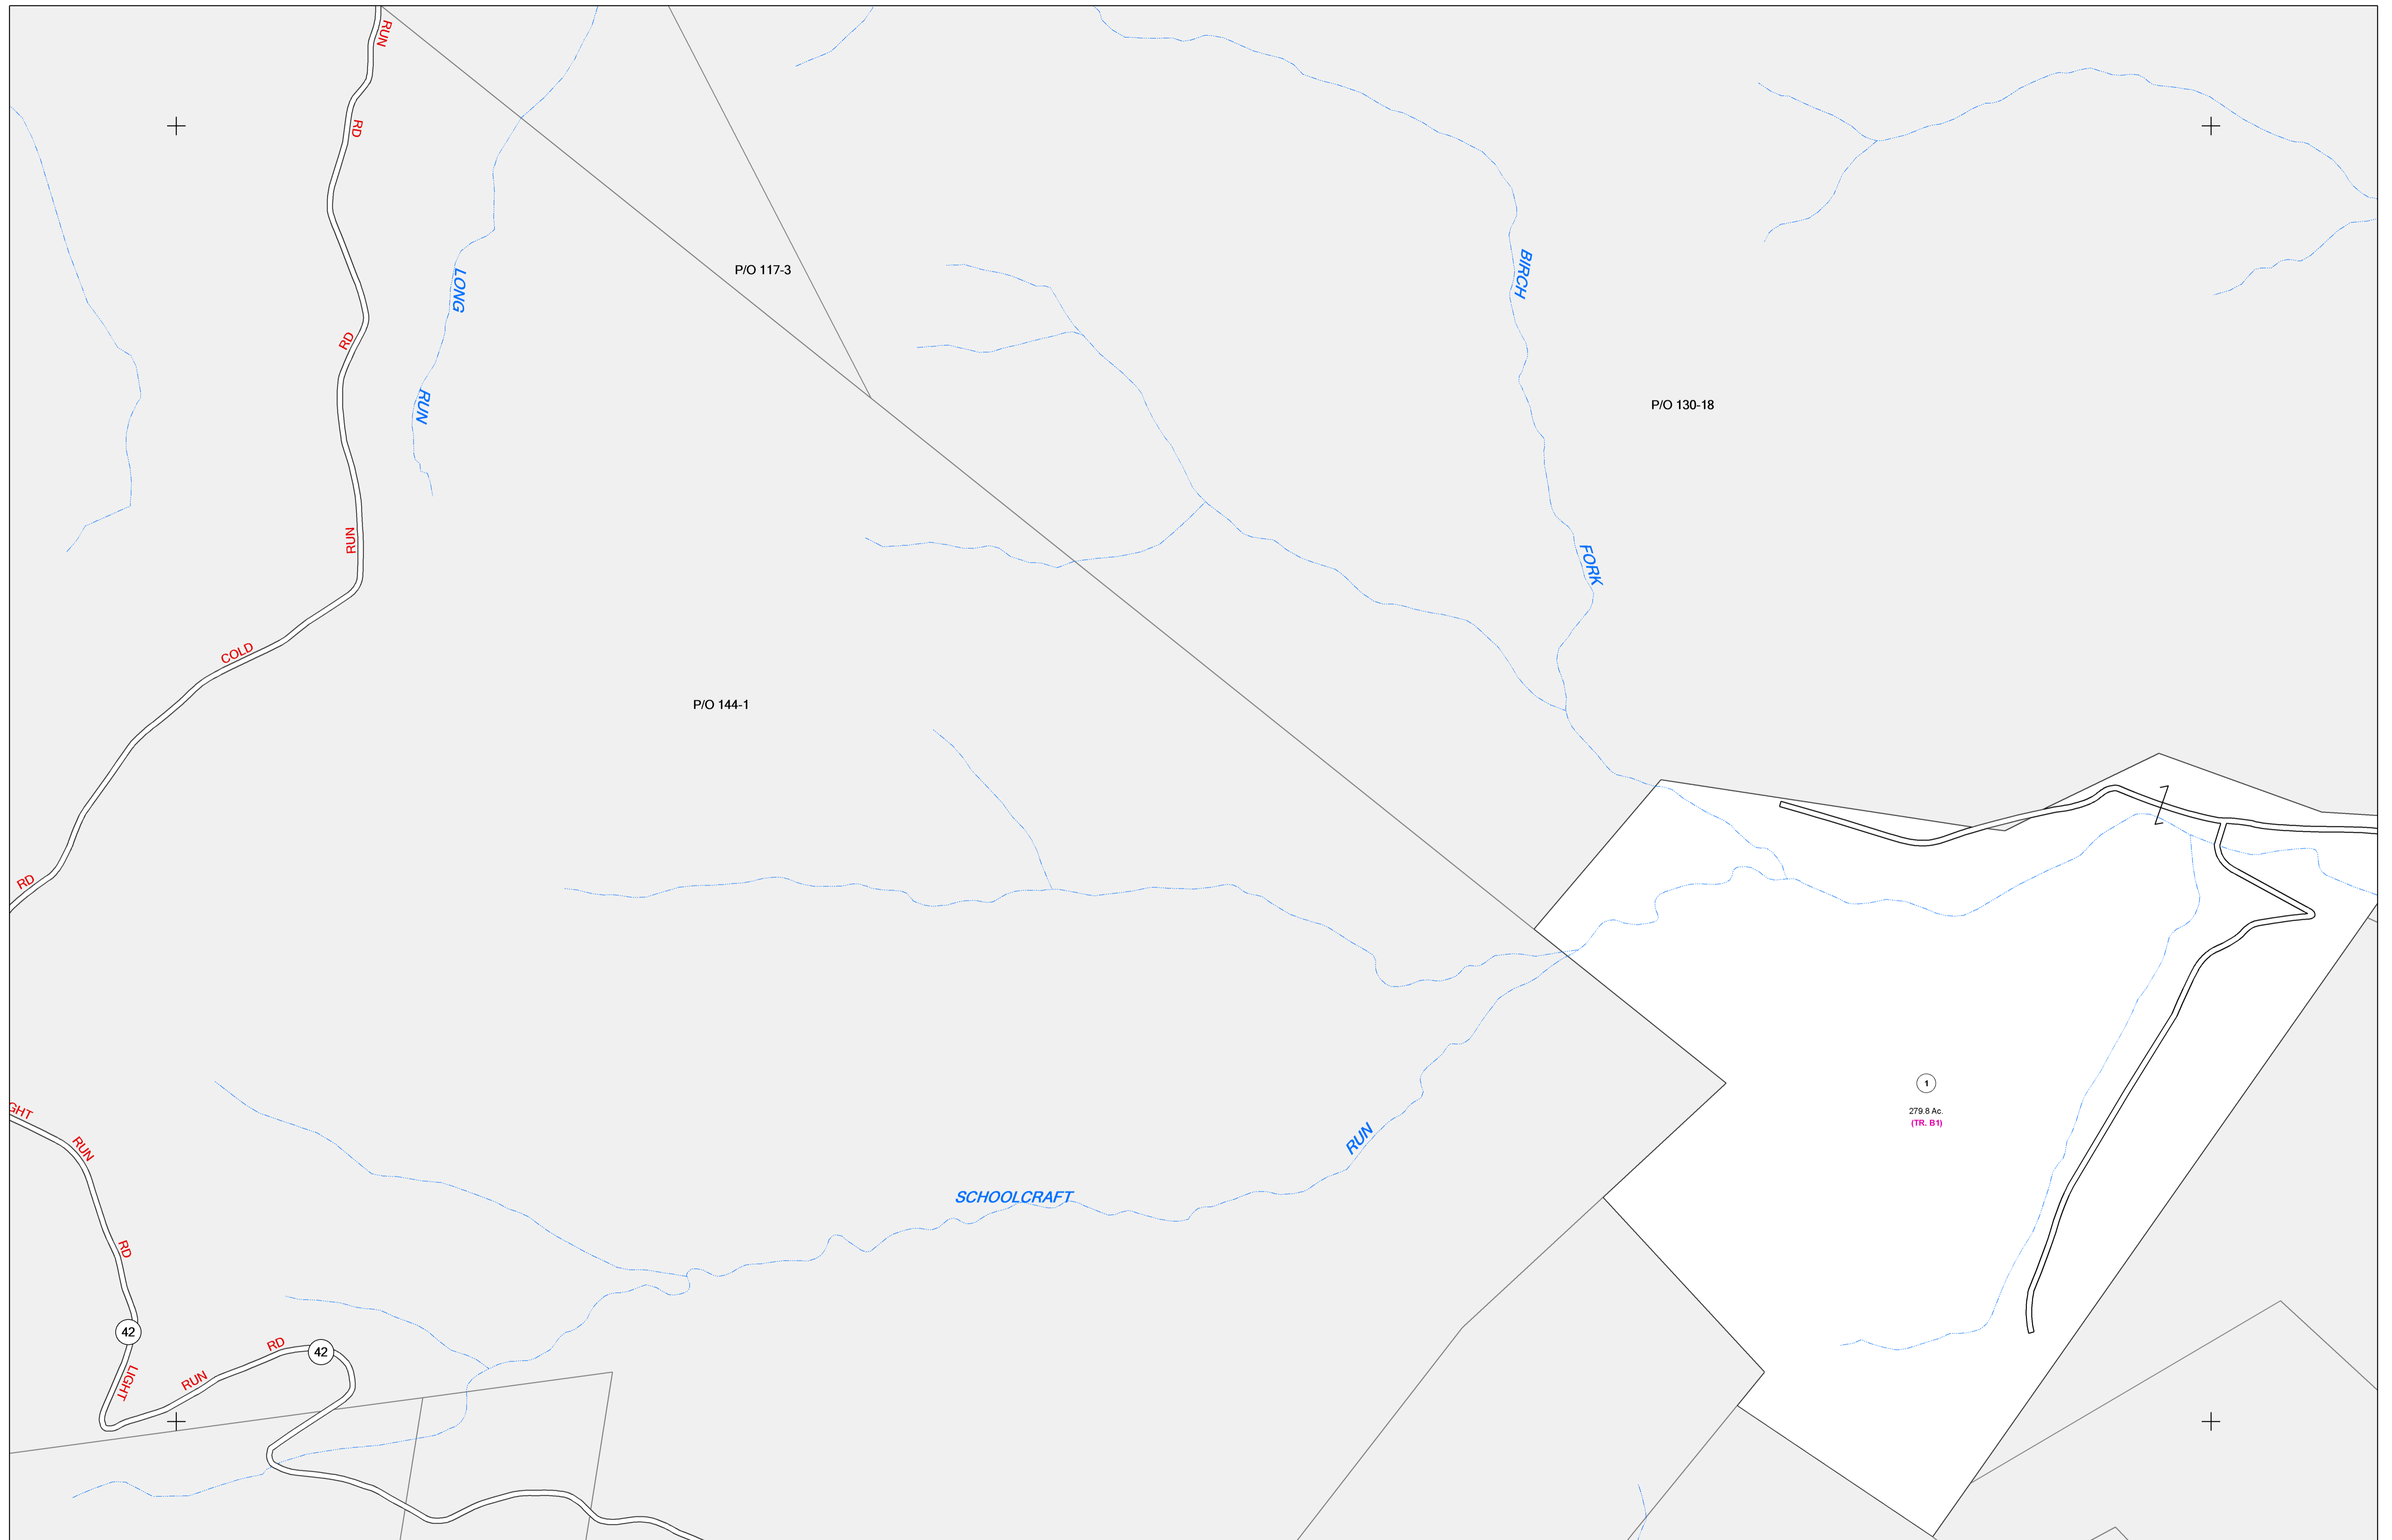 RUN
RD
P/O 117-3
LONG
BIRCH
RD
RUN
P/O 130-18
RUN
FORK
COLD
P/O 144-1
RD
1
279.8 Ac.
(TR. B1)
GHT
RUN
RUN
SCHOOLCRAFT
RD
42
RD
42
LIGHT
RUN